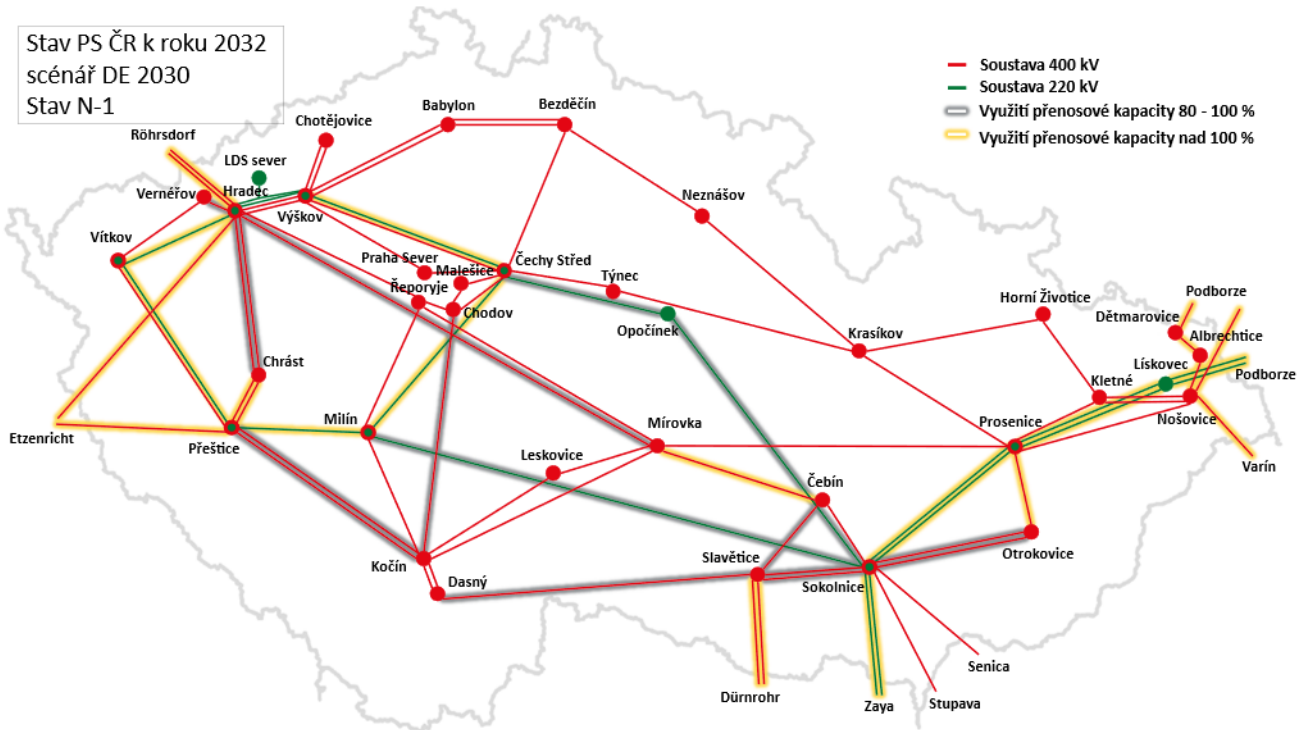 Stav PS ČR k roku 2032
scénář DE 2030
Stav N-1
Soustava 400 kV
Soustava 220 kV
Využití přenosové kapacity 80 - 100 %
Využití přenosové kapacity nad 100 %
Babylon
Bezděčín
Chotějovice
Röhrsdorf
LDS sever
Vernéřov
Hradec
Výškov
Neznášov
Vítkov
Praha Sever
Malešice
Čechy Střed
Týnec
Řeporyje
Chodov
Opočínek
Krasíkov
Horní Životice
Podborze
Dětmarovice
Albrechtice
Lískovec
Podborze
Kletné
Nošovice
Chrást
Etzenricht
Přeštice
Milín
Mírovka
Leskovice
Prosenice
Varín
Čebín
Otrokovice
Kočín
Dasný
Slavětice
Sokolnice
Senica
Stupava
Dürnrohr
Zaya